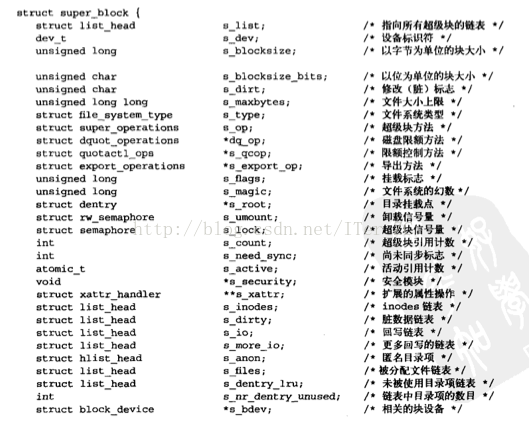 struct super_block {
struct list_head s_list; /* 指向所有超级块的链表 */
dev_t s_dev; /* 设备标识符 */
unsigned long s_blocksize; /* 以字节为单位的块大小 */
unsigned char s_blocksize_bits; /* 以位为单位的块大小 */
unsigned char s_dirt; /* 修改（脏）标志 */
unsigned long long s_maxbytes; /* 文件大小上限 */
struct file_system_type s_type; /* 文件系统类型 */
struct super_operations s_op; /* 超级块方法 */
struct dquot_operations *dq_op; /* 磁盘限额方法 */
struct quotactl_ops *s_qcop; /* 限额控制方法 */
struct export_operations *s_export_op; /* 导出方法 */
unsigned long s_flags; /* 挂载标志 */
unsigned long s_magic; /* 文件系统的幻数 */
struct dentry *s_root; /* 目录挂载点 */
struct rw_semaphore s_umount; /* 卸载信号量 */
struct semaphore s_lock; /* 超级块信号量 */
int s_count; /* 超级块引用计数 */
int s_need_sync; /* 尚未同步标志 */
atomic_t s_active; /* 活动引用计数 */
void *s_security; /* 安全模块 */
struct xattr_handler **s_xattr; /* 扩展的属性操作 */
struct list_head s_inodes; /* inodes链表 */
struct list_head s_dirty; /* 脏数据链表 */
struct list_head s_io; /* 回写链表 */
struct list_head s_more_io; /* 更多回写的链表 */
struct hlist_head s_anon; /* 匿名目录项 */
struct list_head s_files; /*被分配文件链表*/
struct list_head s_dentry_lru; /* 未被使用目录项链表 */
int s_nr_dentry_unused; /* 链表中目录项的数目 */
struct block_device *s_bdev; /* 相关的块设备 */